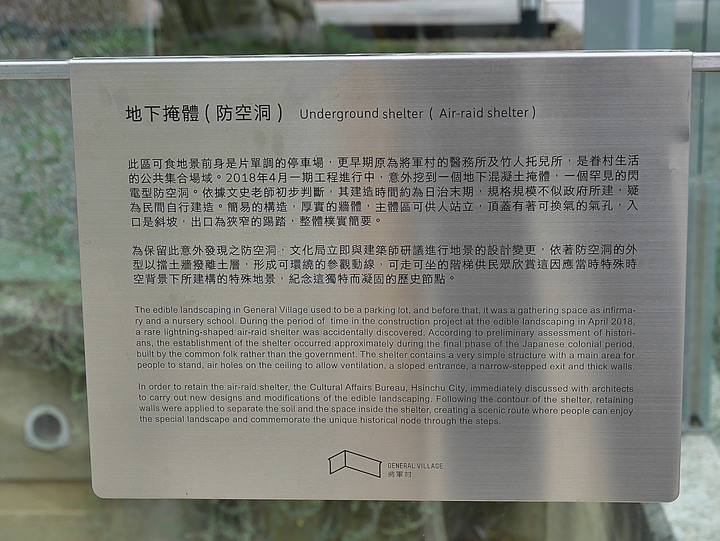 地下掩體 ( 防空洞 ) Underground shelter ( Air-raid shelter )
此區可食地景前身是片單調的停車場，更早期原為將軍村的醫務所及竹人托兒所，是眷村生活
的公共集合場域。2018年4月一期工程進行中，意外挖到一個地下混凝土掩體，一個罕見的閃
電型防空洞。依據文史老師初步判斷，其建造時間約為日治末期，規格規模不似政府所建，疑
為民間自行建造。簡易的構造，厚實的牆體，主體區可供人站立，頂蓋有著可換氣的氣孔，入
口是斜坡，出口為狹窄的踢踏，整體樸實簡要。
為保留此意外發現之防空洞，文化局立即與建築師研議進行地景的設計變更，依著防空洞的外
型以擋土牆撥離土層，形成可環繞的參觀動線，可走可坐的階梯供民眾欣賞這因應當時特殊時
空背景下所建構的特殊地景，紀念這獨特而凝固的歷史節點。
The edible landscaping in General Village used to be a parking lot, and before that, it was a gathering space as infirma-
ry and a nursery school. During the period of time in the construction project at the edible landscaping in April 2018,
a rare lightning-shaped air-raid shelter was accidentally discovered. According to preliminary assessment of histori-
ans, the establishment of the shelter occurred approximately during the final phase of the Japanese colonial period,
built by the common folk rather than the government. The shelter contains a very simple structure with a main area for
people to stand, air holes on the ceiling to allow ventilation, a sloped entrance, a narrow-stepped exit and thick walls.
In order to retain the air-raid shelter, the Cultural Affairs Bureau, Hsinchu City, immediately discussed with architects
to carry out new designs and modifications of the edible landscaping. Following the contour of the shelter, retaining
walls were applied to separate the soil and the space inside the shelter, creating a scenic route where people can enjoy
the special landscape and commemorate the unique historical node through the steps.
GENERAL VILLAGE
將軍村